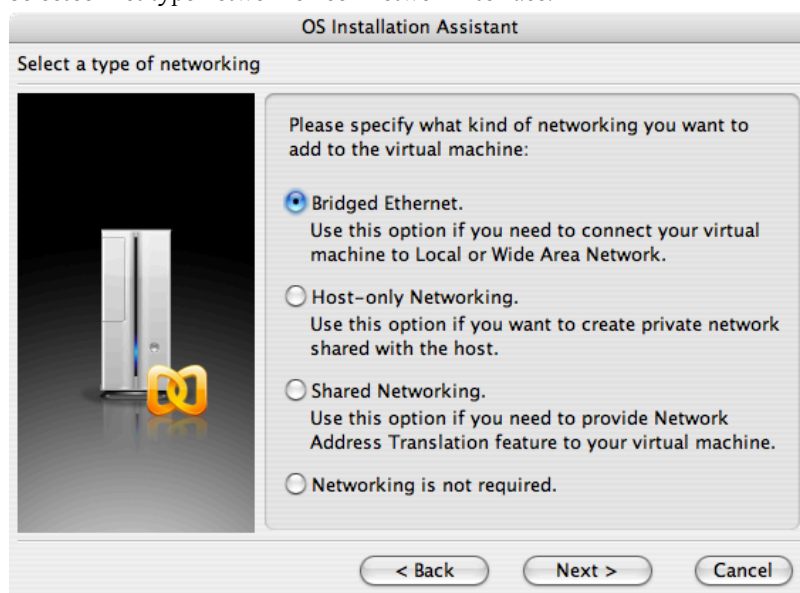 OS Installation Assistant
Select a type of networking
Please specify what kind of networking you want to
add to the virtual machine:
Bridged Ethernet.
Use this option if you need to connect your virtual
machine to Local or Wide Area Network.
Host-only Networking.
Use this option if you want to create private network
shared with the host.
Shared Networking.
Use this option if you need to provide Network
Address Translation feature to your virtual machine.
Networking is not required.
< Back
Next >
Cancel